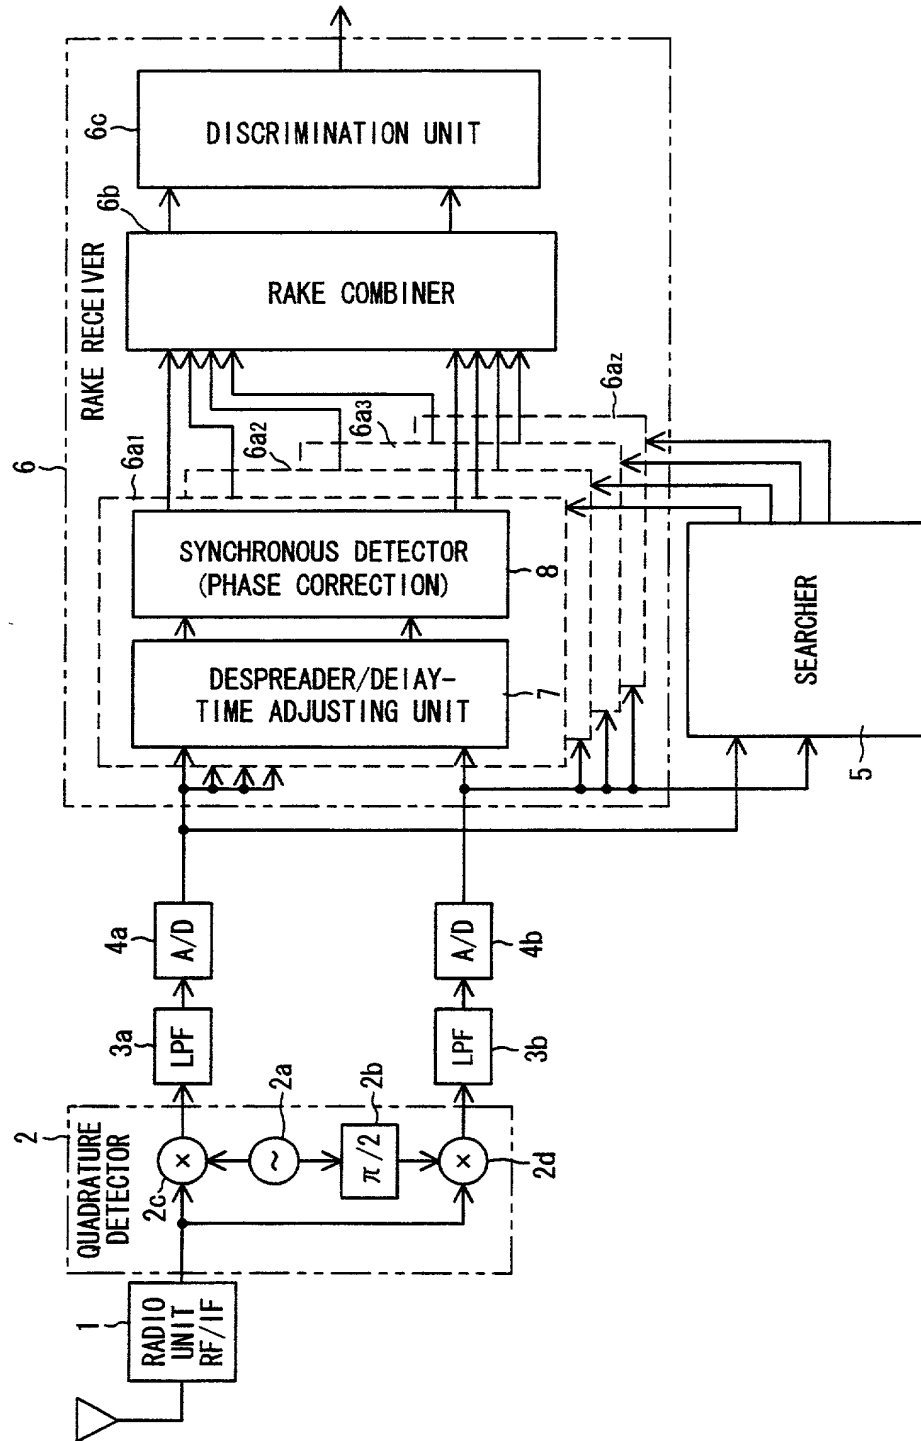 1
RADIO
UNIT
RF/IF
2
QUADRATURE
DETECTOR
2c
×
2a
~
2b
π/2
2d
×
3a
LPF
3b
LPF
4a
A/D
4b
A/D
5
SEARCHER
6
RAKE RECEIVER
6a1
6a2
6a3
6az
7
DESPREADER/DEIAY-
TIME ADJUSTING UNIT
8
SYNCHRONOUS DETECTOR
(PHASE CORRECTION)
6b
RAKE COMBINER
6c
DISCRIMINATION UNIT